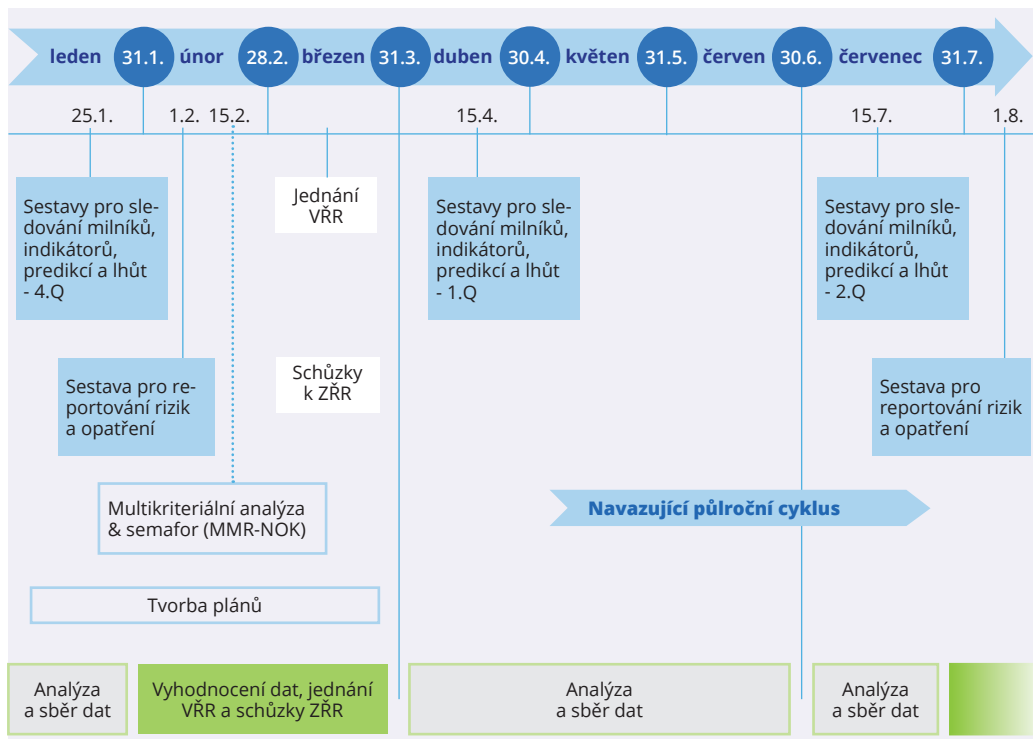 leden 31.1. únor 28.2. březen 31.3. duben 30.4. květen 31.5. červen 30.6. červenec 31.7.
25.1. 1.2. 15.2. 15.4. 15.7. 1.8.
Sestavy pro sle-
dování milníků,
indikátorů,
predikcí a lhůt
- 4.Q
Jednání
VŘR
Sestavy pro sle-
dování milníků,
indikátorů,
predikcí a lhůt
- 1.Q
Sestavy pro sle-
dování milníků,
indikátorů,
predikcí a lhůt
- 2.Q
Sestava pro re-
portování rizik
a opatření
Schůzky
k ZŘR
Sestava pro
reportování rizik
a opatření
Multikriteriální analýza
& semafor (MMR-NOK)
Navazující půlroční cyklus
Tvorba plánů
Analýza
a sběr dat
Vyhodnocení dat, jednání
VŘR a schůzky ZŘR
Analýza
a sběr dat
Analýza
a sběr dat